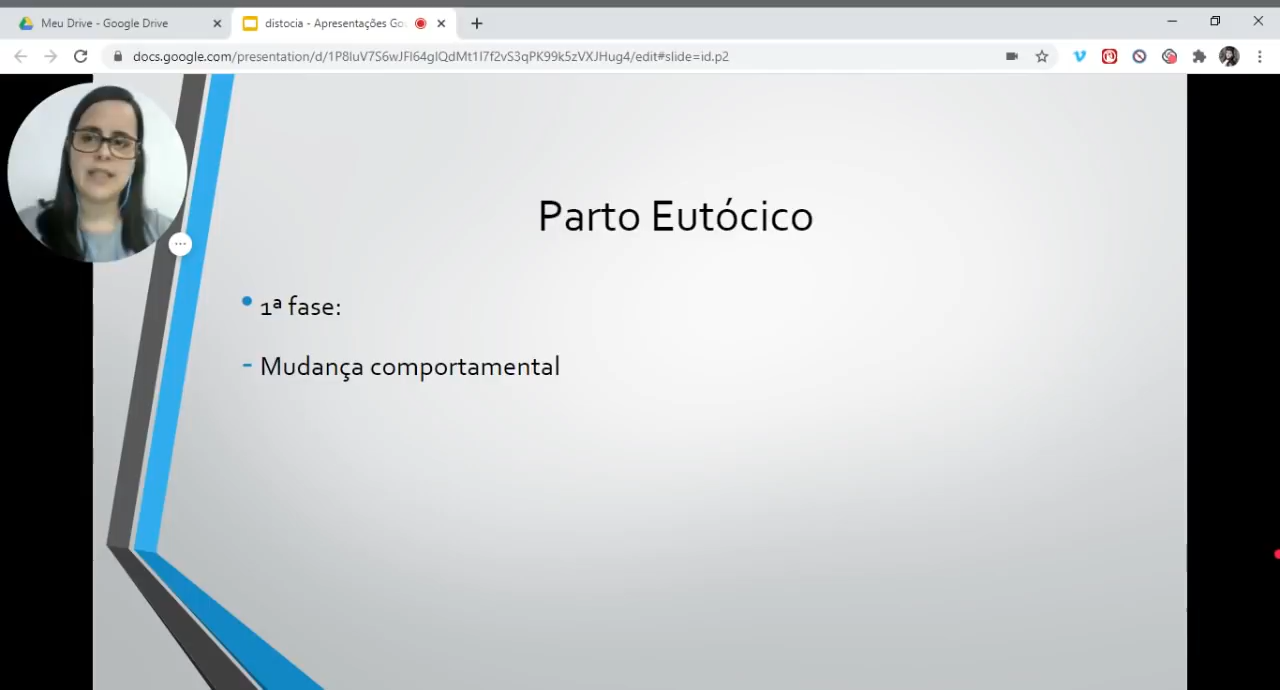 Meu Drive - Google Drive
distocia - Apresentações Go
docs.google.com/presentation/d/1P8IuV7S6wJFl64glQdMt1l7f2vS3qPK99k5zVXJHug4/edit#slide=id.p2
Parto Eutócico
• 1ª fase:
- Mudança comportamental